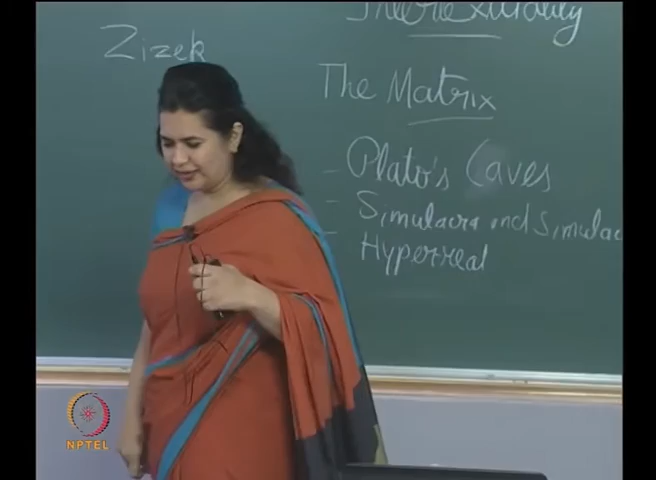 Zizek
The Matrix
Plato's Caves
- Simulacra and Simulac
- Hyperreal
NPTEL